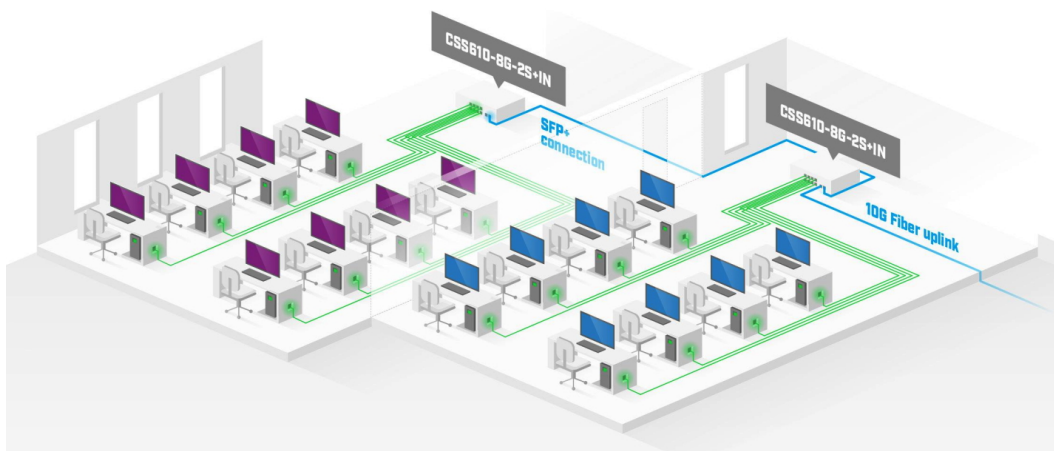 CSS610-8G-2S+IN
SFP+
connection
CSS610-8G-2S+IN
10G Fiber uplink